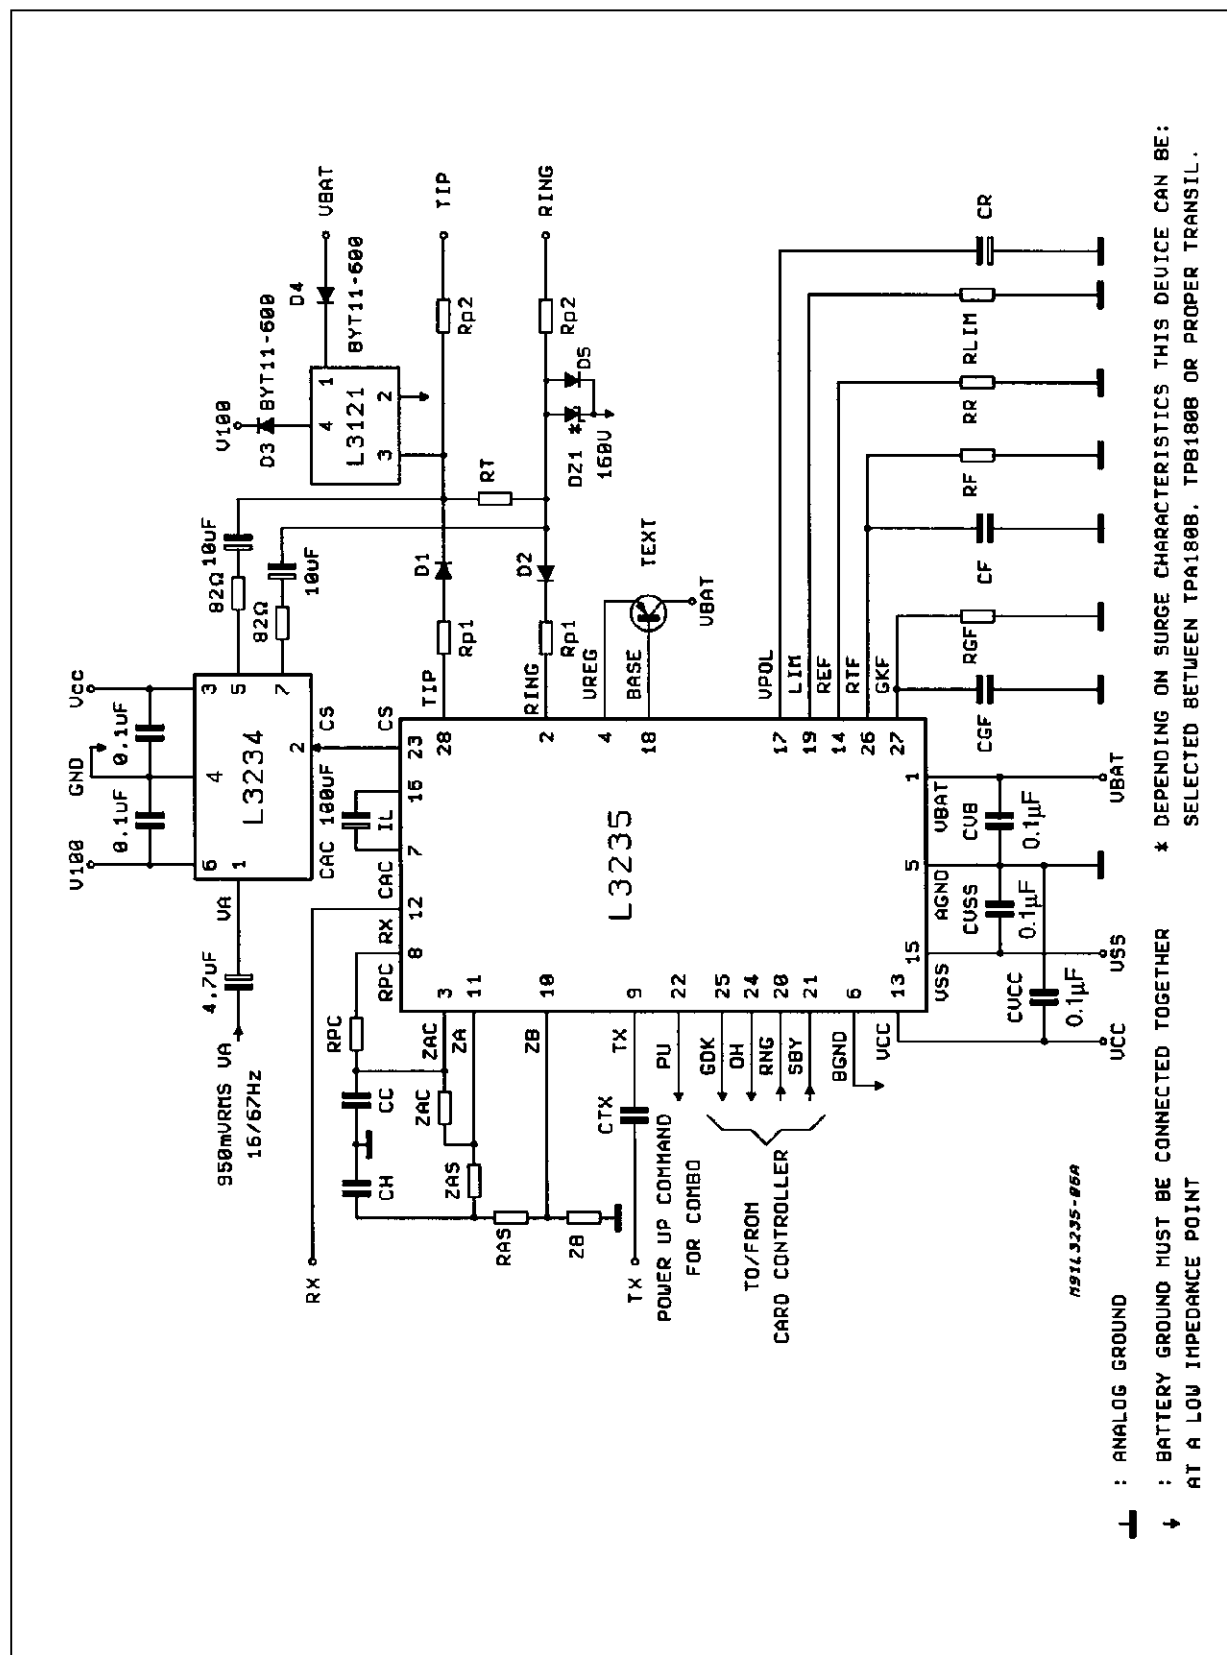 V100
GND
Vcc
0.1uF
0.1uF
950mVRMS VA
16/67Hz
4,7uF
VA
6
4
3
1
L3234
5
7
2
82Ω
10uF
82Ω
10uF
V100
D3
BYT11-600
D4
VBAT
BYT11-600
4
1
L3121
3
2
RX
CAC
100uF
CS
IL
RPC
CC
CH
RPC
RX
CAC
CS
8
12
7
16
23
ZAC
ZAC
3
28
TIP
Rp1
D1
Rp2
TIP
ZAS
ZA
11
RT
RAS
ZB
ZB
10
2
RING
Rp1
D2
DZ1 *
D5
160V
Rp2
RING
L3235
TX
CTX
TX
9
4
VREG
18
BASE
TEXT
VBAT
POWER UP COMMAND
FOR COMBO
PU
22
GDK
25
OH
24
RNG
20
SBY
21
TO/FROM
CARD CONTROLLER
BGND
6
VCC
13
17
VPOL
19
LIM
14
REF
26
RTF
27
GKF
15
5
1
VSS
AGND
VBAT
CVSS
CVB
0.1µF
0.1µF
CVCC
0.1µF
CGF
RGF
CF
RF
RR
RLIM
CR
VCC
VSS
VBAT
M91L3235-05A
: ANALOG GROUND
: BATTERY GROUND MUST BE CONNECTED TOGETHER
AT A LOW IMPEDANCE POINT
* DEPENDING ON SURGE CHARACTERISTICS THIS DEVICE CAN BE:
SELECTED BETWEEN TPA180B, TPB180B OR PROPER TRANSIL.